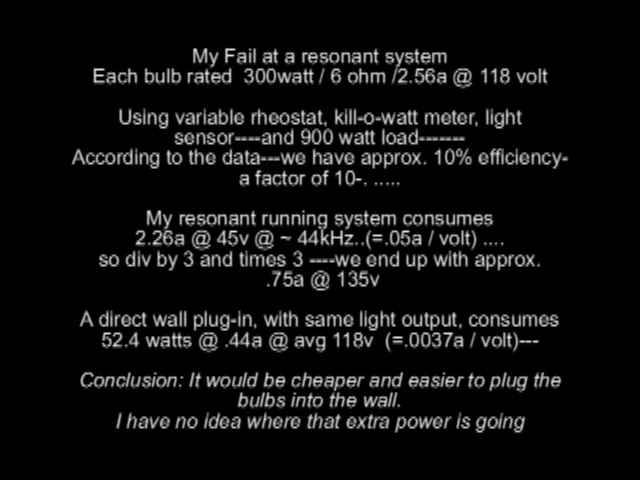 My Fail at a resonant system
Each bulb rated  300watt / 6 ohm /2.56a @ 118 volt
Using variable rheostat, kill-o-watt meter, light
sensor----and 900 watt load-------
According to the data---we have approx. 10% efficiency-
a factor of 10-. .....
My resonant running system consumes
2.26a @ 45v @ ~ 44kHz..(=.05a / volt) ....
so div by 3 and times 3 ----we end up with approx.
.75a @ 135v
A direct wall plug-in, with same light output, consumes
52.4 watts @ .44a @ avg 118v  (=.0037a / volt)---
Conclusion: It would be cheaper and easier to plug the
bulbs into the wall.
I have no idea where that extra power is going